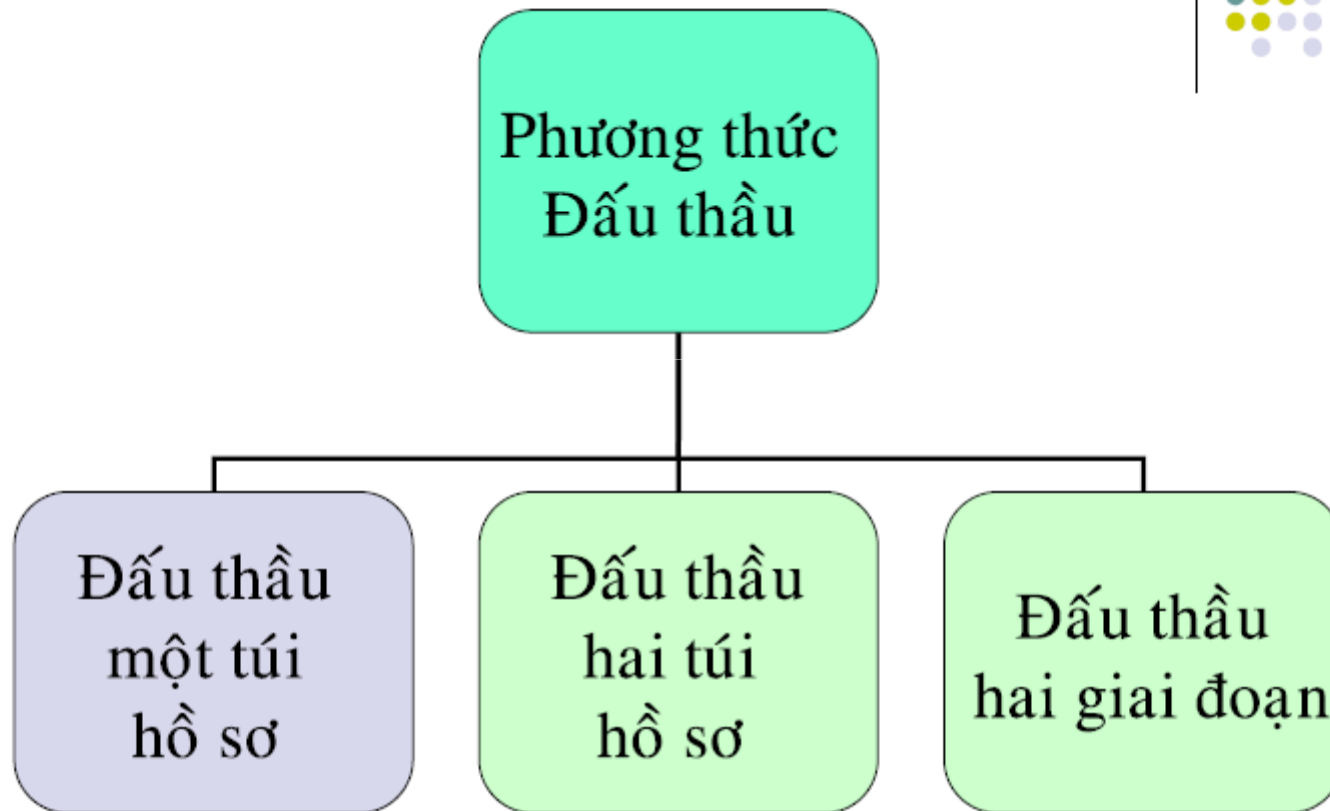 Phương thức
Đấu thầu
Đấu thầu
một túi
hồ sơ
Đấu thầu
hai túi
hồ sơ
Đấu thầu
hai giai đoạn